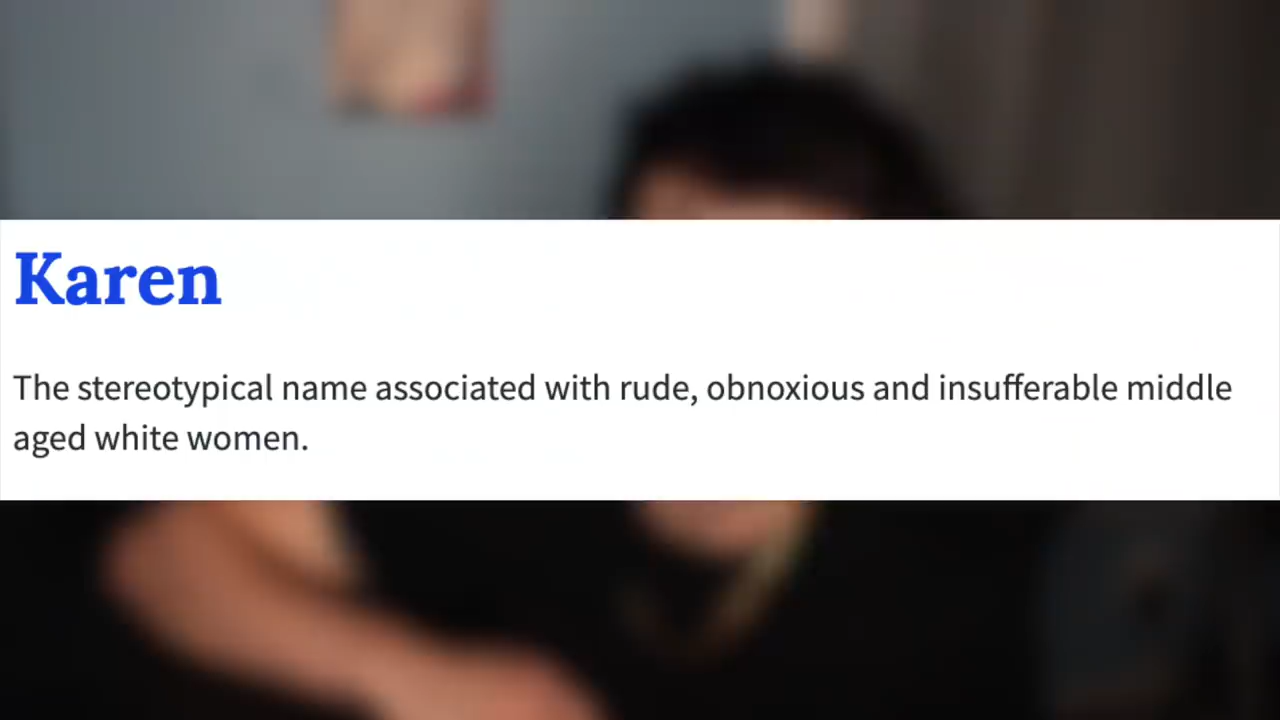 Karen
The stereotypical name associated with rude, obnoxious and insufferable middle
aged white women.